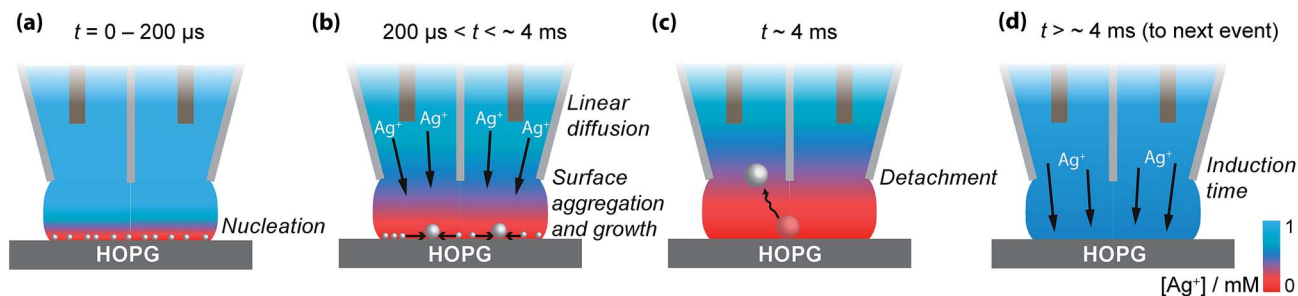 (a)
t = 0 – 200 µs
Nucleation
HOPG
(b)
200 µs < t < ~ 4 ms
Linear
diffusion
Ag⁺ Ag⁺ Ag⁺ Ag⁺
Surface
aggregation
and growth
HOPG
(c)
t ~ 4 ms
Detachment
HOPG
(d)
t > ~ 4 ms (to next event)
Ag⁺ Ag⁺
Induction
time
HOPG
1
[Ag⁺] / mM 0